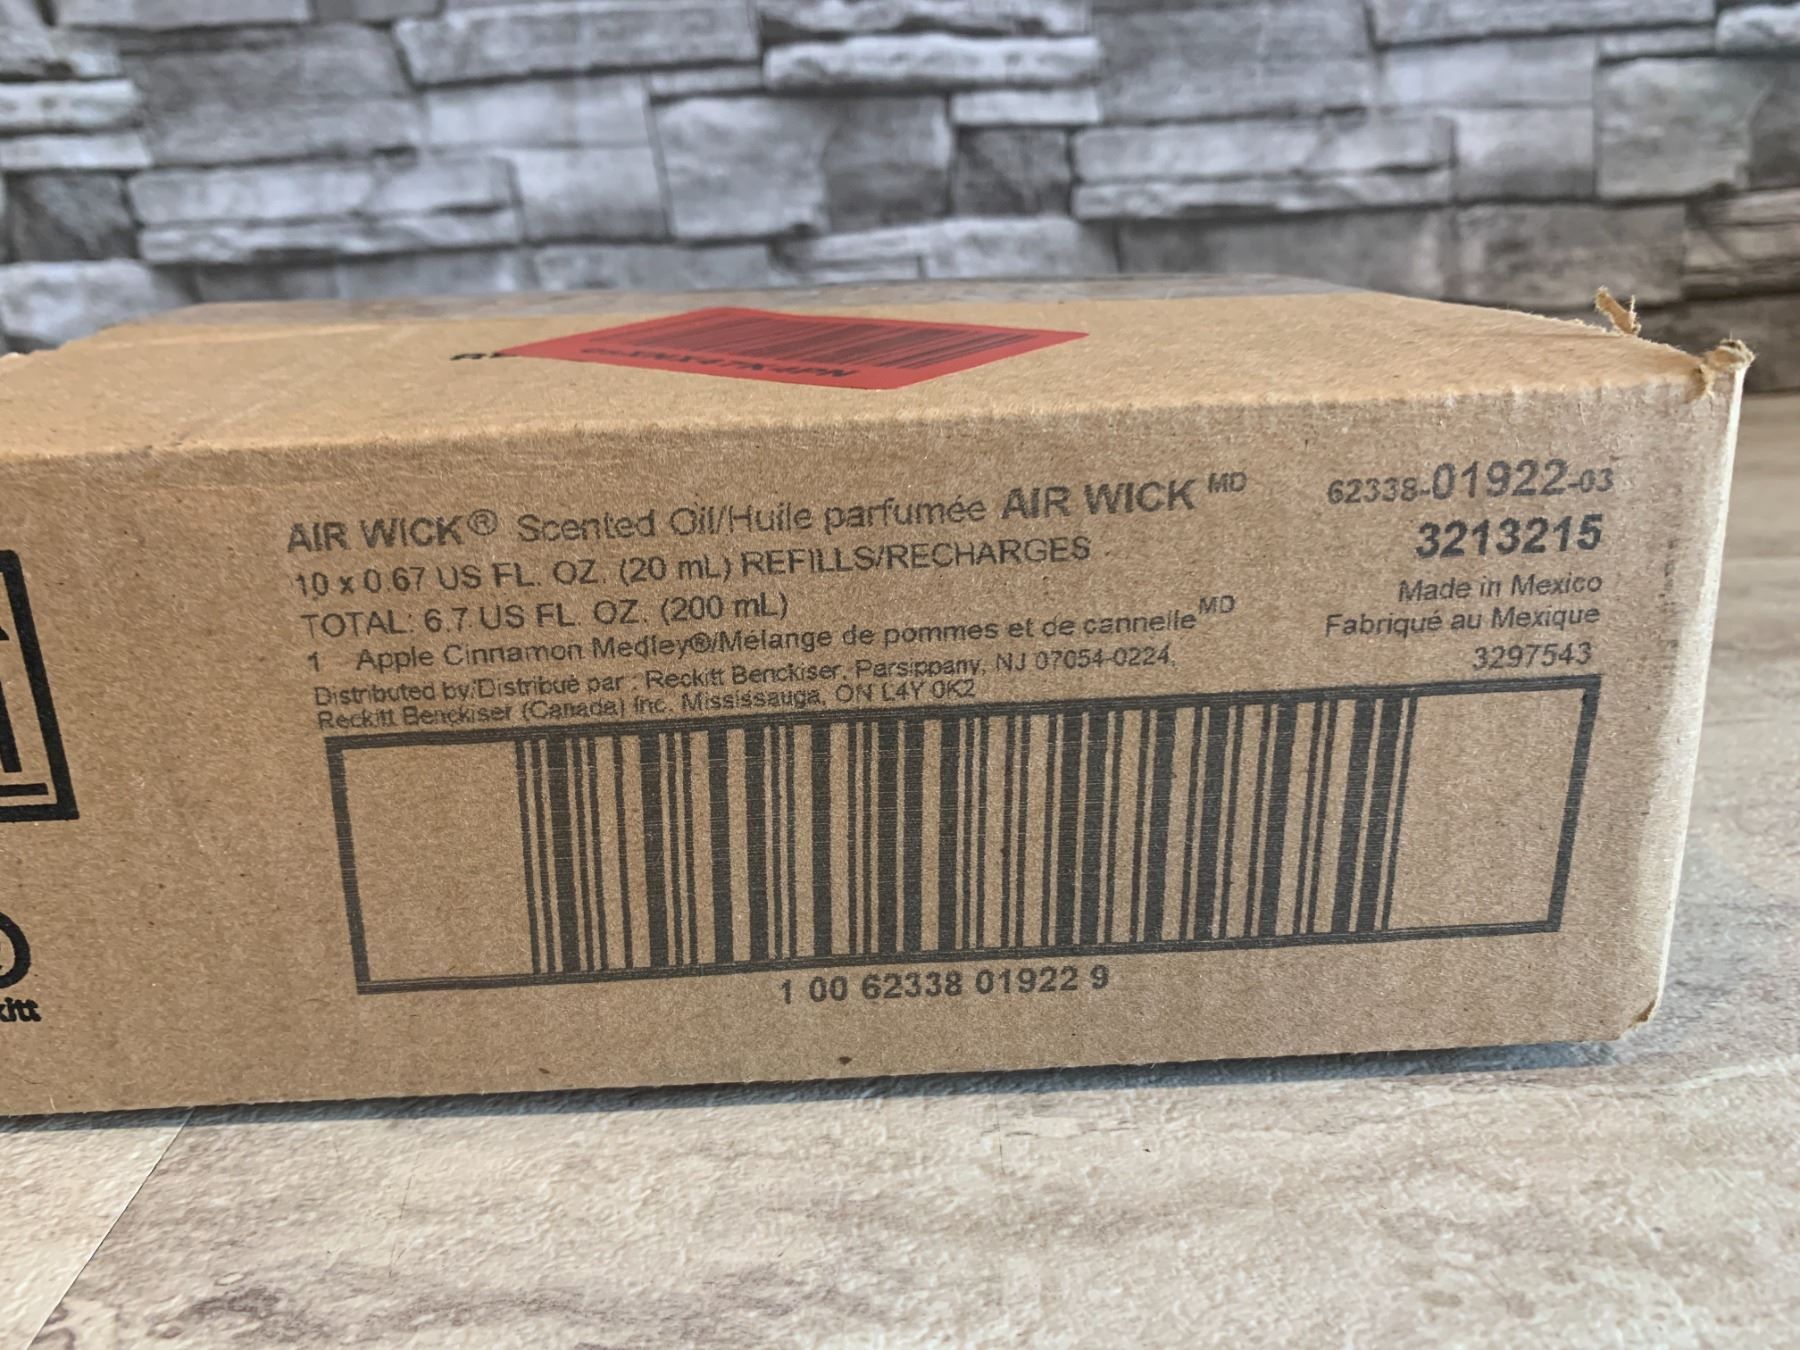 AIR WICK® Scented Oil/Huile parfumée AIR WICK MD
10 x 0.67 US FL. OZ. (20 mL) REFILLS/RECHARGES
TOTAL: 6.7 US FL. OZ. (200 mL)
1 Apple Cinnamon Medley®/Mélange de pommes et de cannelle MD
Distributed by/Distribué par : Reckitt Benckiser, Parsippany, NJ 07054-0224,
Reckitt Benckiser (Canada) Inc. Mississauga, ON L4Y 0K2
62338-01922-03
3213215
Made in Mexico
Fabriqué au Mexique
3297543
1 00 62338 01922 9